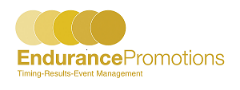 EndurancePromotions
Timing-Results-Event Management